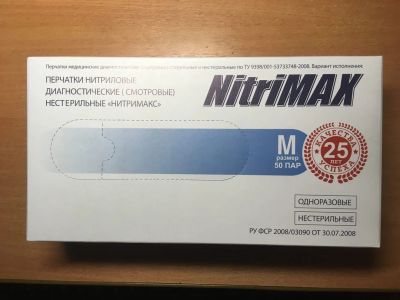 Перчатки медицинские диагностические (смотровые) стерильные и нестерильные по ТУ 9398/001-53733748-2008. Вариант исполнения:
ПЕРЧАТКИ НИТРИЛОВЫЕ
ДИАГНОСТИЧЕСКИЕ ( СМОТРОВЫЕ)
НЕСТЕРИЛЬНЫЕ «НИТРИМАКС»
NitriMAX
M
размер
50 ПАР
КАЧЕСТВА
25
ЛЕТ
УСПЕХА
ОДНОРАЗОВЫЕ
НЕСТЕРИЛЬНЫЕ
РУ ФСР 2008/03090 ОТ 30.07.2008